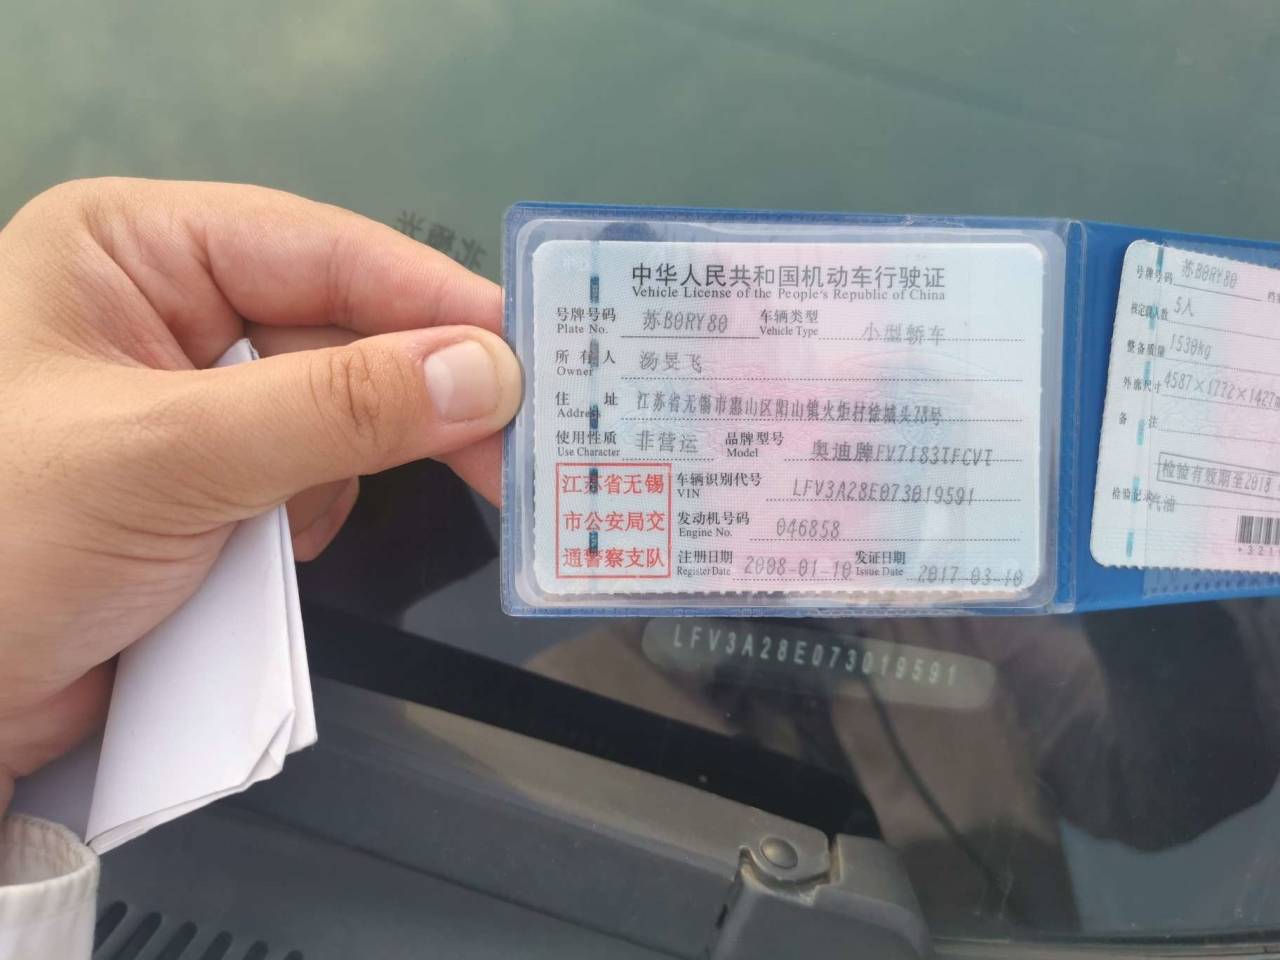 北极光
中华人民共和国机动车行驶证
Vehicle License of the People's Republic of China
号牌号码 苏B0RY80 车辆类型 小型轿车
Plate No. Vehicle Type
所有人 汤旻飞
Owner
住址 江苏省无锡市惠山区阳山镇火炬村徐城头78号
Address
使用性质 非营运 品牌型号 奥迪牌FV7183TFCVT
Use Character Model
江苏省无锡
市公安局交
通警察支队
车辆识别代号 LFV3A28E073019591
VIN
发动机号码 046858
Engine No.
注册日期 2008-01-10 发证日期 2017-03-10
Register Date Issue Date
号牌号码 苏B0RY80
核定载人数 5人
整备质量 1530kg
外廓尺寸 4587×1772×1427
备注
检验有效期至2018
检验记录 汽油
LFV3A28E073019591